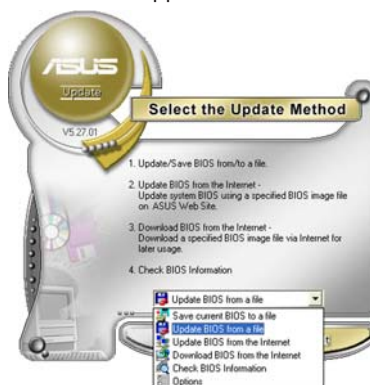 ASUS
Update
V5.27.01
Select the Update Method
1. Update/Save BIOS from/to a file.
2. Update BIOS from the Internet -
Update system BIOS using a specified BIOS image file
on ASUS Web Site.
3. Download BIOS from the Internet -
Download a specified BIOS image file via Internet for
later usage.
4. Check BIOS Information
Update BIOS from a file
Save current BIOS to a file
Update BIOS from a file
Update BIOS from the Internet
Download BIOS from the Internet
Check BIOS Information
Options